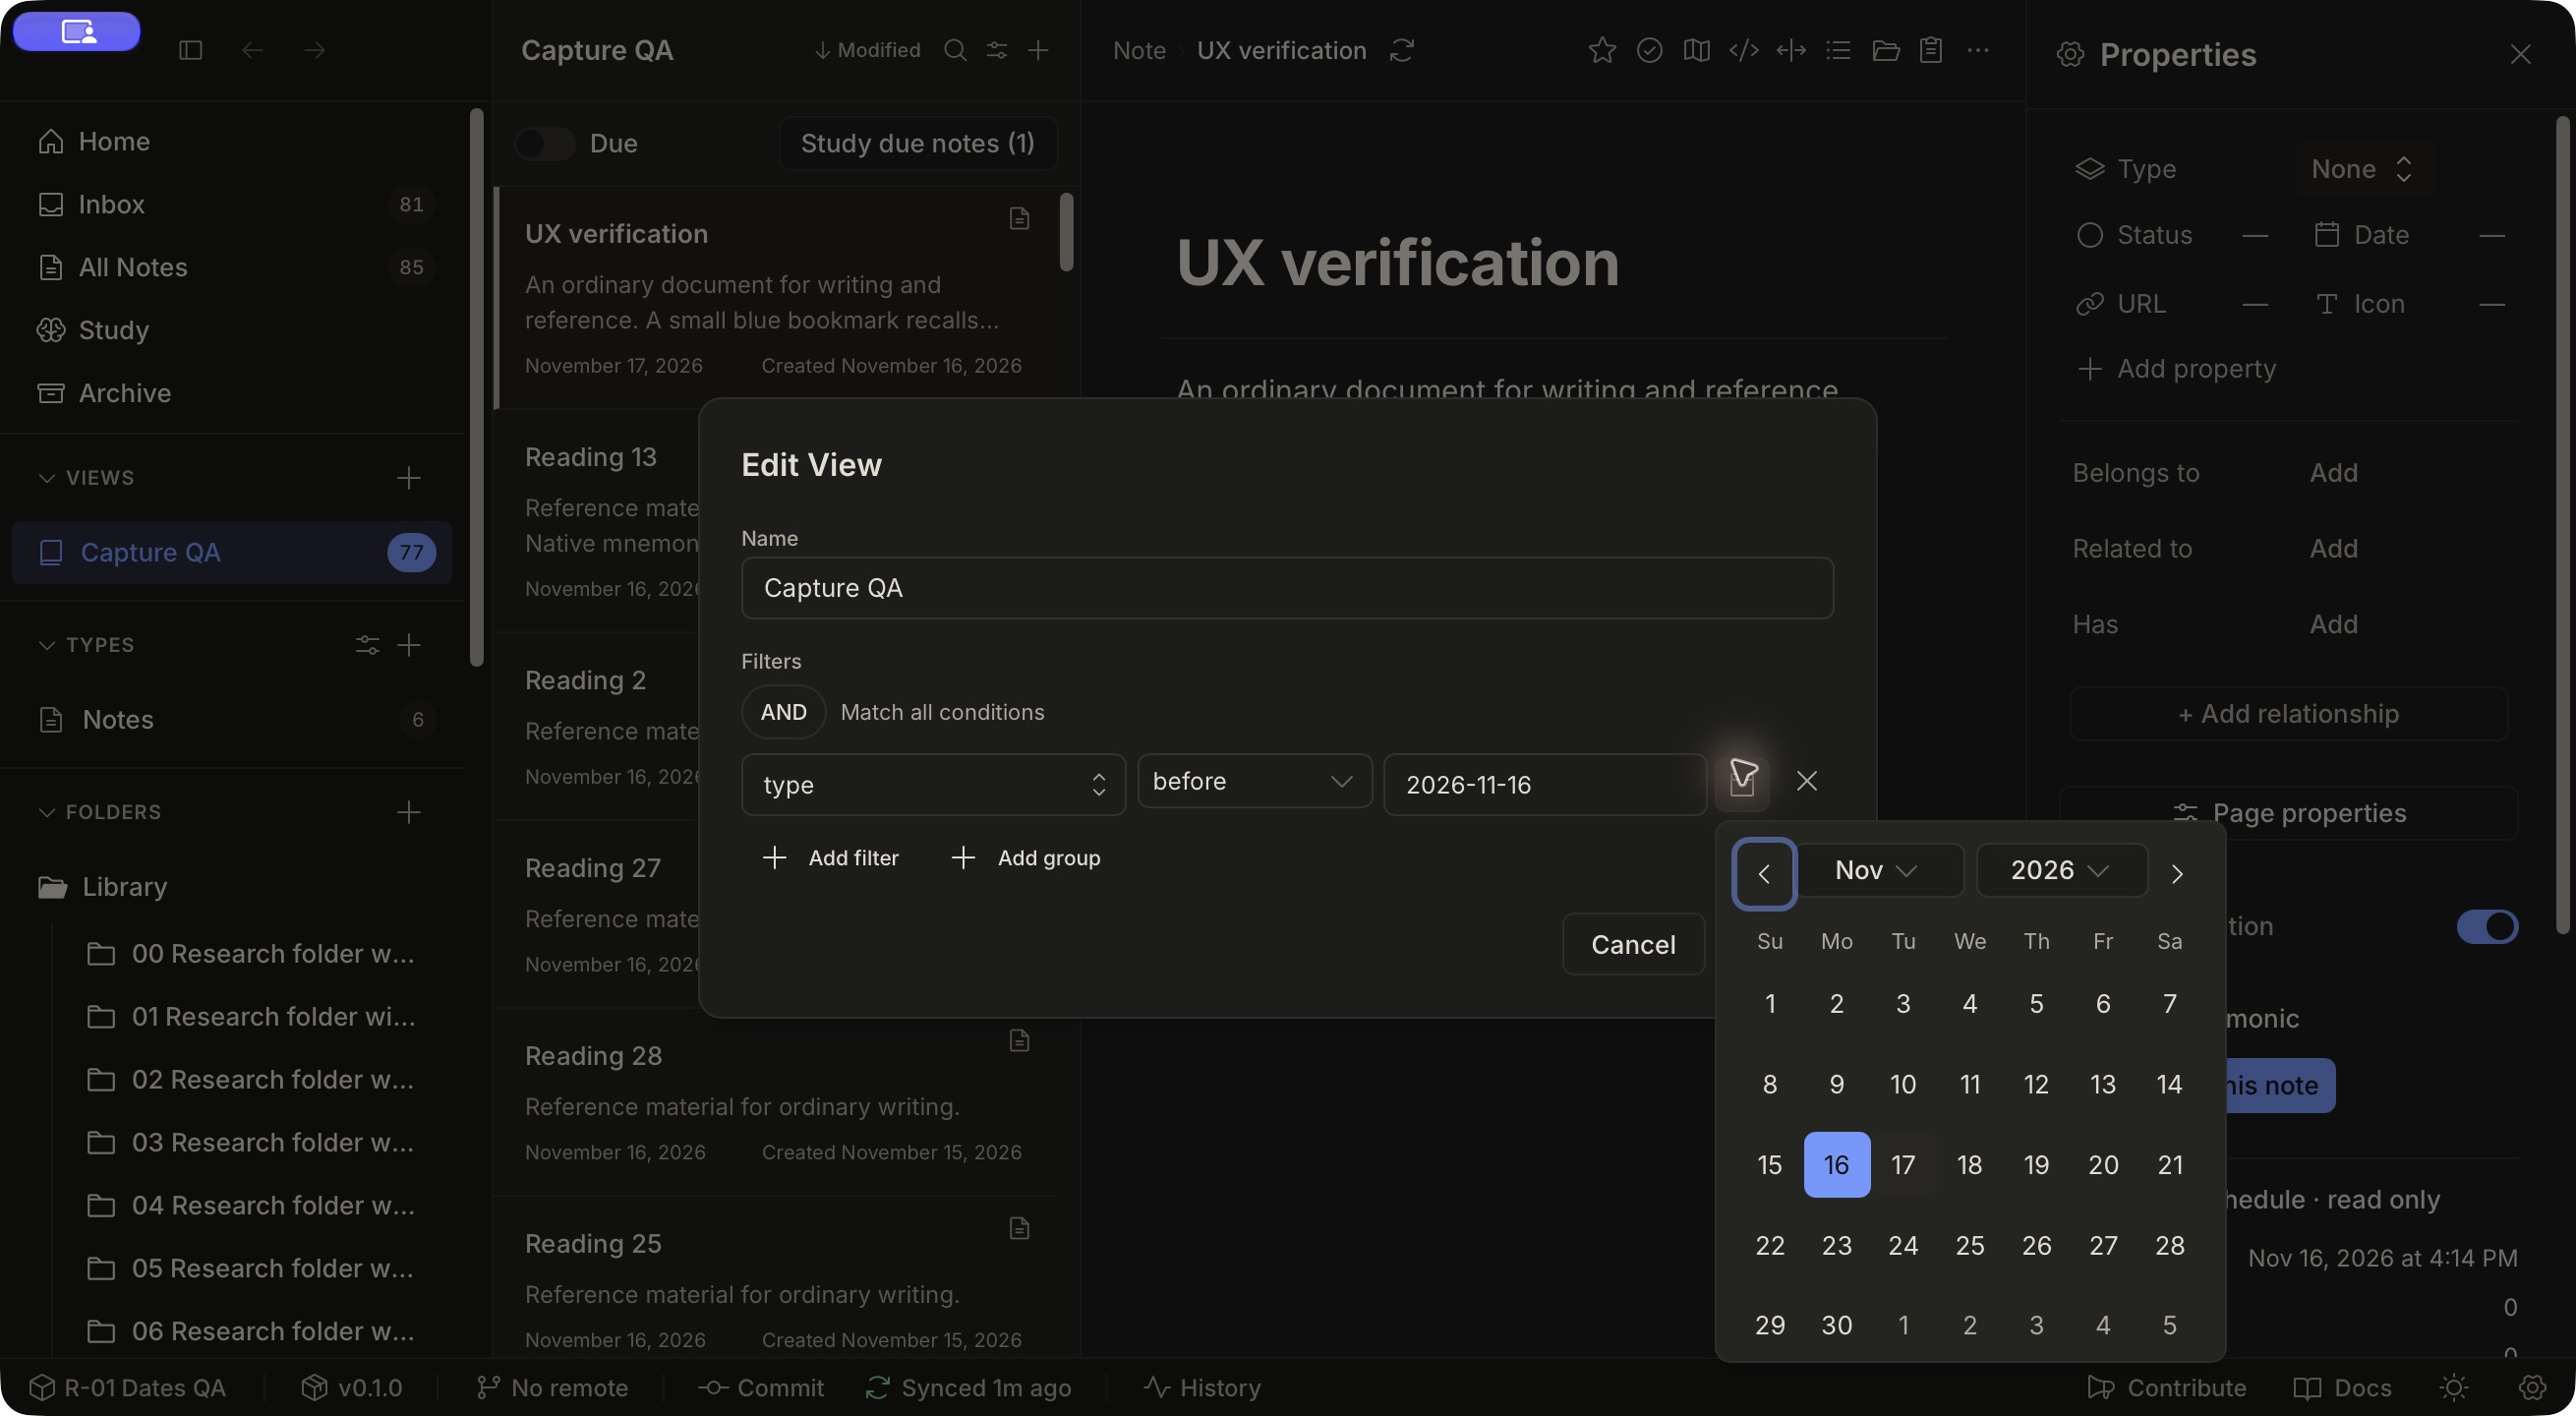 Home
Inbox
81
All Notes
85
Study
Archive
VIEWS
Capture QA
77
TYPES
Notes
6
FOLDERS
Library
00 Research folder w...
01 Research folder wi...
02 Research folder w...
03 Research folder w...
04 Research folder w...
05 Research folder w...
06 Research folder w...
Capture QA
Modified
Due
Study due notes (1)
UX verification
An ordinary document for writing and
reference. A small blue bookmark recalls...
November 17, 2026
Created November 16, 2026
Reading 13
Reference mate
Native mnemon
November 16, 202
Reading 2
Reference mate
November 16, 202
Reading 27
Reference mate
November 16, 202
Reading 28
Reference material for ordinary writing.
November 16, 2026
Created November 15, 2026
Reading 25
Reference material for ordinary writing.
November 16, 2026
Created November 15, 2026
Note
UX verification
UX verification
An ordinary document for writing and reference
Edit View
Name
Capture QA
Filters
AND
Match all conditions
type
before
2026-11-16
Add filter
Add group
Cancel
Nov
2026
Su Mo Tu We Th Fr Sa
1 2 3 4 5 6 7
8 9 10 11 12 13 14
15 16 17 18 19 20 21
22 23 24 25 26 27 28
29 30 1 2 3 4 5
Properties
Type
None
Status
—
Date
—
URL
—
Icon
—
Add property
Belongs to
Add
Related to
Add
Has
Add
+ Add relationship
Page properties
tion
monic
his note
hedule · read only
Nov 16, 2026 at 4:14 PM
0
R-01 Dates QA
v0.1.0
No remote
Commit
Synced 1m ago
History
Contribute
Docs